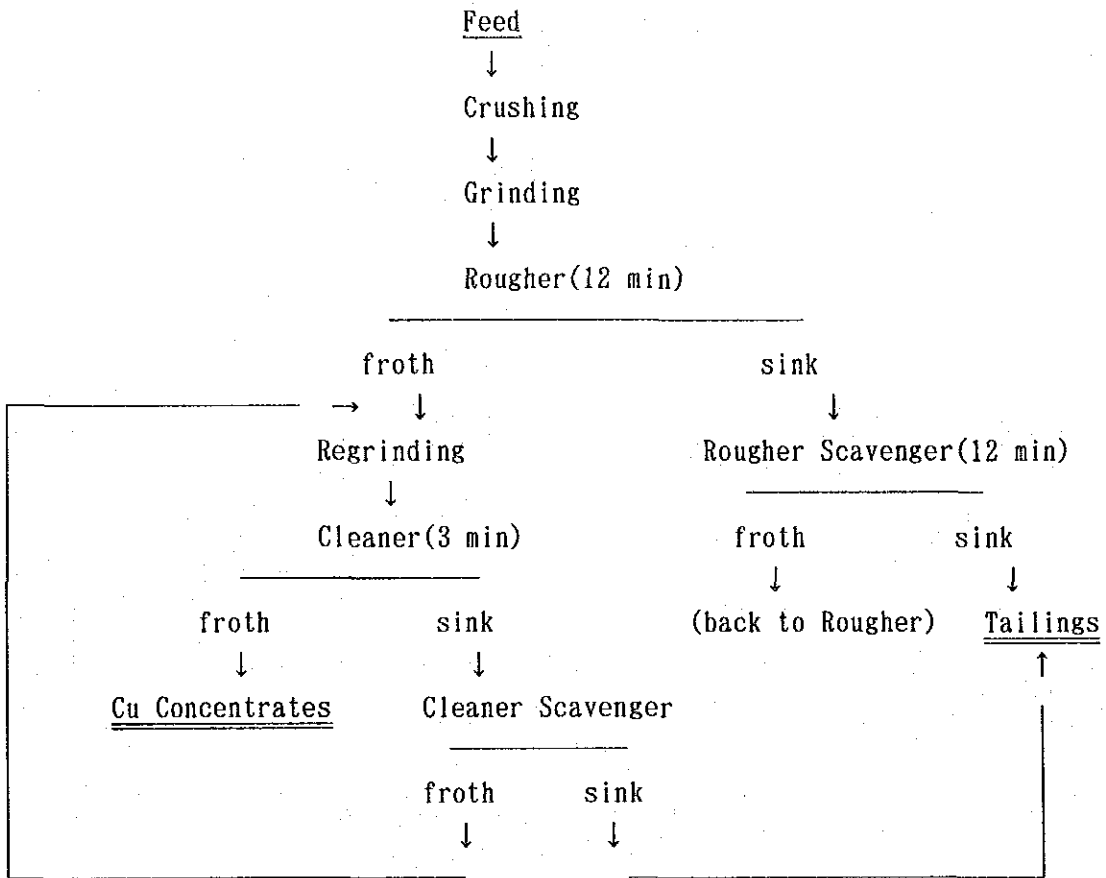 Feed
↓
Crushing
↓
Grinding
↓
Rougher(12 min)
froth sink
→ ↓ ↓
Regrinding Rougher Scavenger(12 min)
↓
Cleaner(3 min) froth sink
↓ ↓
froth sink (back to Rougher) Tailings
↓ ↓ ↑
Cu Concentrates Cleaner Scavenger
froth sink
↓ ↓